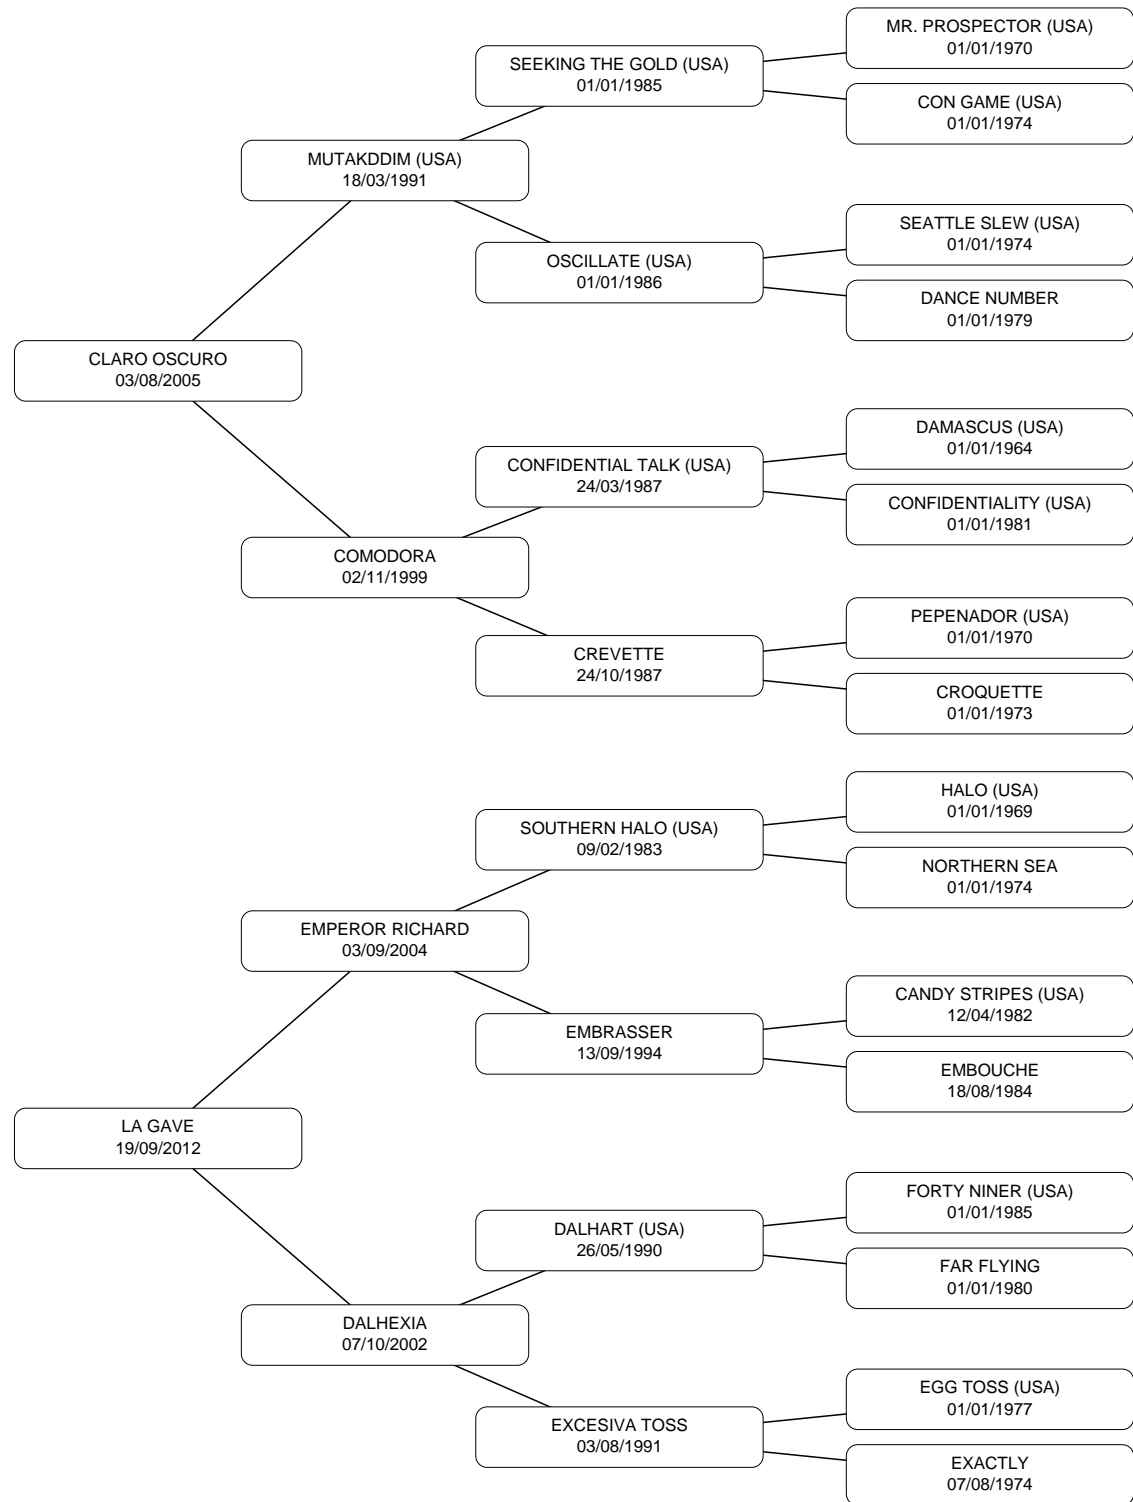 MR. PROSPECTOR (USA)
01/01/1970
SEEKING THE GOLD (USA)
01/01/1985
CON GAME (USA)
01/01/1974
MUTAKDDIM (USA)
18/03/1991
SEATTLE SLEW (USA)
01/01/1974
OSCILLATE (USA)
01/01/1986
DANCE NUMBER
01/01/1979
CLARO OSCURO
03/08/2005
DAMASCUS (USA)
01/01/1964
CONFIDENTIAL TALK (USA)
24/03/1987
CONFIDENTIALITY (USA)
01/01/1981
COMODORA
02/11/1999
PEPENADOR (USA)
01/01/1970
CREVETTE
24/10/1987
CROQUETTE
01/01/1973
HALO (USA)
01/01/1969
SOUTHERN HALO (USA)
09/02/1983
NORTHERN SEA
01/01/1974
EMPEROR RICHARD
03/09/2004
CANDY STRIPES (USA)
12/04/1982
EMBRASSER
13/09/1994
EMBOUCHE
18/08/1984
LA GAVE
19/09/2012
FORTY NINER (USA)
01/01/1985
DALHART (USA)
26/05/1990
FAR FLYING
01/01/1980
DALHEXIA
07/10/2002
EGG TOSS (USA)
01/01/1977
EXCESIVA TOSS
03/08/1991
EXACTLY
07/08/1974